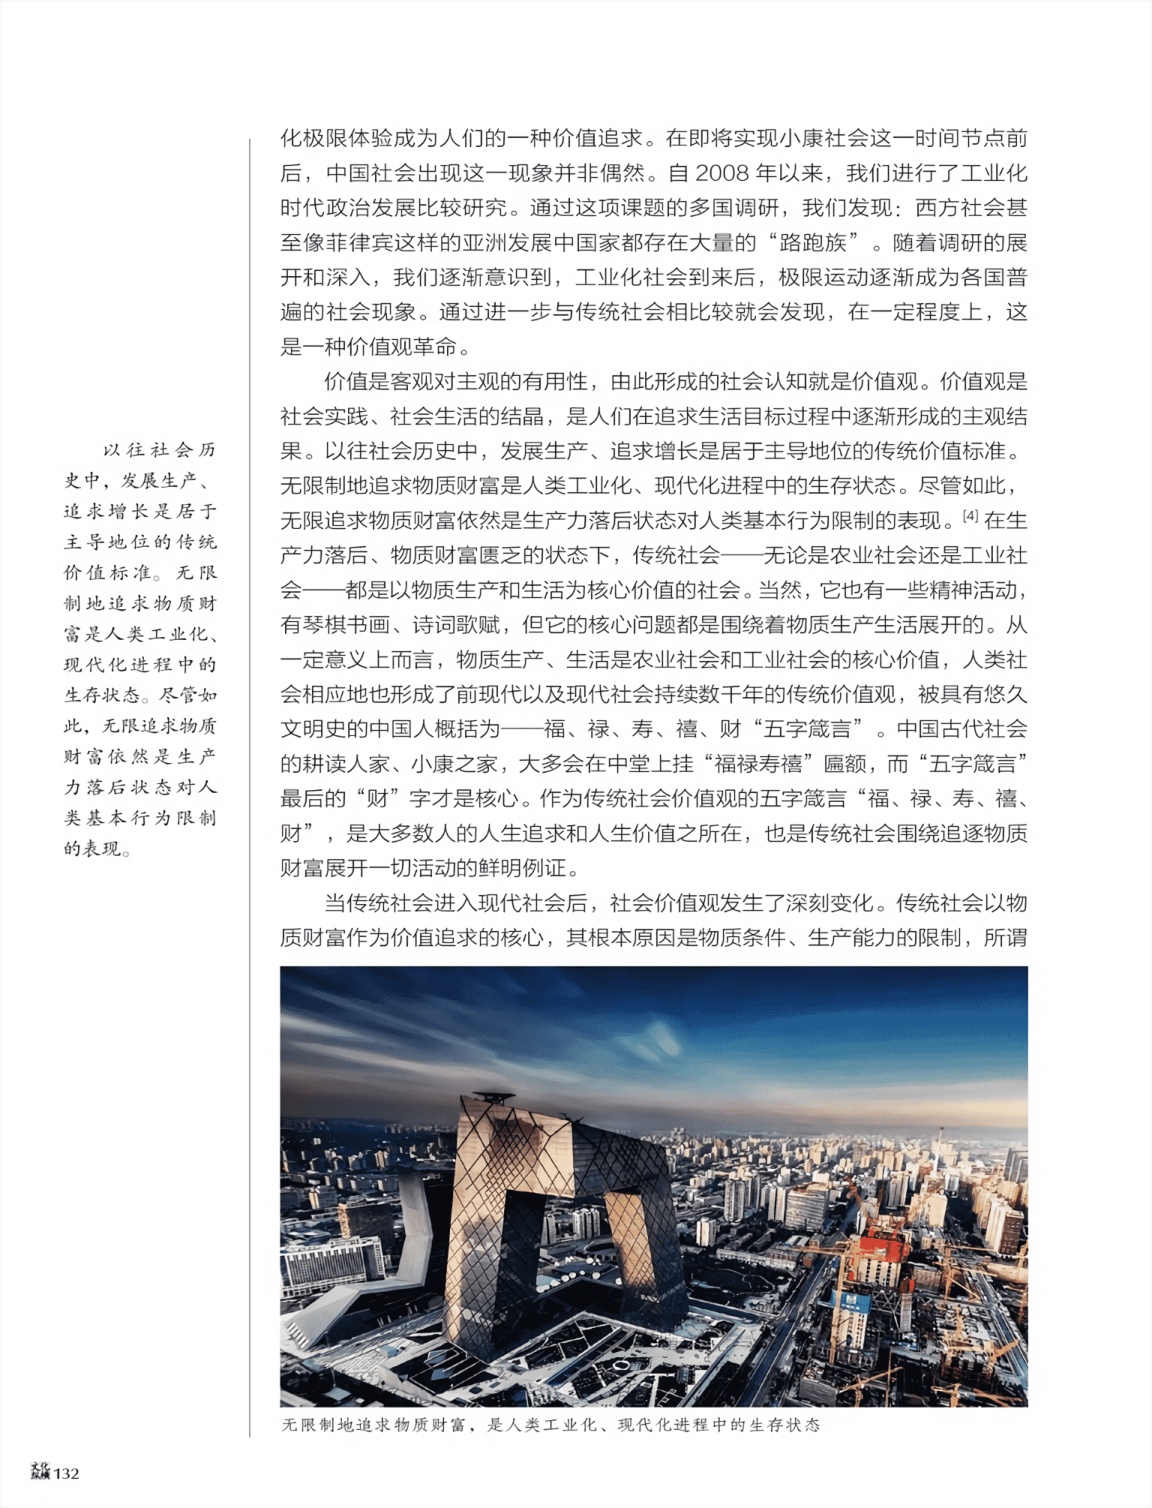 化极限体验成为人们的一种价值追求。在即将实现小康社会这一时间节点前
后，中国社会出现这一现象并非偶然。自 2008 年以来，我们进行了工业化
时代政治发展比较研究。通过这项课题的多国调研，我们发现：西方社会甚
至像菲律宾这样的亚洲发展中国家都存在大量的“路跑族”。随着调研的展
开和深入，我们逐渐意识到，工业化社会到来后，极限运动逐渐成为各国普
遍的社会现象。通过进一步与传统社会相比较就会发现，在一定程度上，这
是一种价值观革命。
价值是客观对主观的有用性，由此形成的社会认知就是价值观。价值观是
社会实践、社会生活的结晶，是人们在追求生活目标过程中逐渐形成的主观结
果。以往社会历史中，发展生产、追求增长是居于主导地位的传统价值标准。
无限制地追求物质财富是人类工业化、现代化进程中的生存状态。尽管如此，
无限追求物质财富依然是生产力落后状态对人类基本行为限制的表现。[4] 在生
产力落后、物质财富匮乏的状态下，传统社会——无论是农业社会还是工业社
会——都是以物质生产和生活为核心价值的社会。当然，它也有一些精神活动，
有琴棋书画、诗词歌赋，但它的核心问题都是围绕着物质生产生活展开的。从
一定意义上而言，物质生产、生活是农业社会和工业社会的核心价值，人类社
会相应地也形成了前现代以及现代社会持续数千年的传统价值观，被具有悠久
文明史的中国人概括为——福、禄、寿、禧、财“五字箴言”。中国古代社会
的耕读人家、小康之家，大多会在中堂上挂“福禄寿禧”匾额，而“五字箴言”
最后的“财”字才是核心。作为传统社会价值观的五字箴言“福、禄、寿、禧、
财”，是大多数人的人生追求和人生价值之所在，也是传统社会围绕追逐物质
财富展开一切活动的鲜明例证。
当传统社会进入现代社会后，社会价值观发生了深刻变化。传统社会以物
质财富作为价值追求的核心，其根本原因是物质条件、生产能力的限制，所谓
以往社会历
史中，发展生产、
追求增长是居于
主导地位的传统
价值标准。无限
制地追求物质财
富是人类工业化、
现代化进程中的
生存状态。尽管如
此，无限追求物质
财富依然是生产
力落后状态对人
类基本行为限制
的表现。
无限制地追求物质财富，是人类工业化、现代化进程中的生存状态
文化
纵横 132